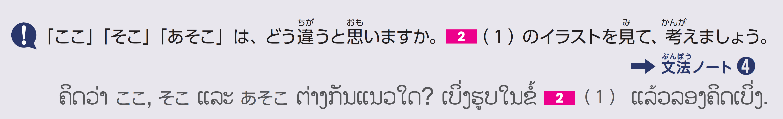 「ここ」「そこ」「あそこ」は、どう違うと思いますか。 2 (1) のイラストを見て、考えましょう。
➡ 文法ノート❹
ຄິດວ່າ ここ, そこ ແລະ あそこ ຕ່າງກັນແນວໃດ? ເບິ່ງຮູບໃນຂໍ້ 2 (1) ແລ້ວລອງຄິດເບິ່ງ.